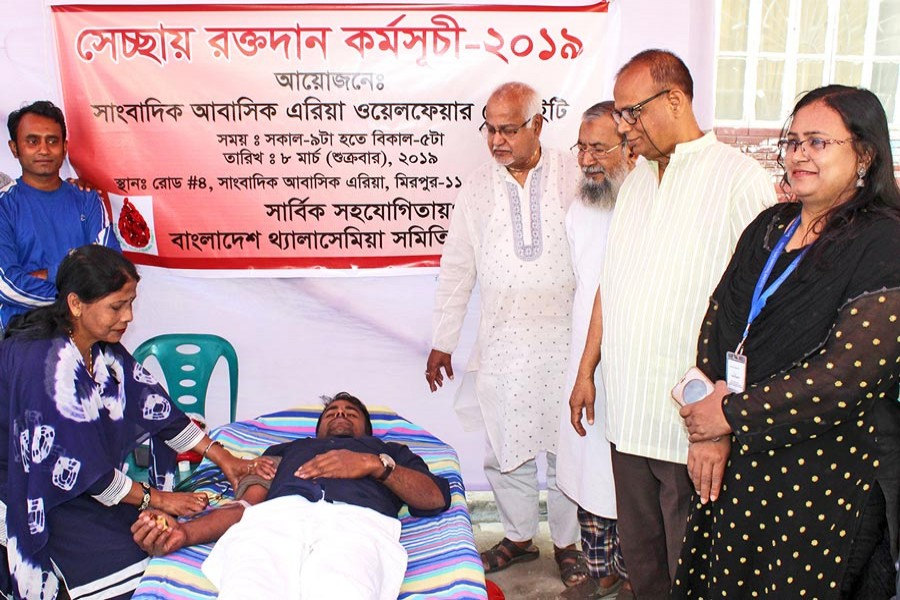 সেচ্ছায় রক্তদান কর্মসূচী-২০১৯
আয়োজনেঃ
সাংবাদিক আবাসিক এরিয়া ওয়েলফেয়ার
সময় : সকাল-৯টা হতে বিকাল-৫টা
তারিখ : ৮ মার্চ (শুক্রবার), ২০১৯
স্থানঃ রোড #৪, সাংবাদিক আবাসিক এরিয়া, মিরপুর-১১
সার্বিক সহযোগিতায়ঃ
বাংলাদেশ থ্যালাসেমিয়া সমিতি